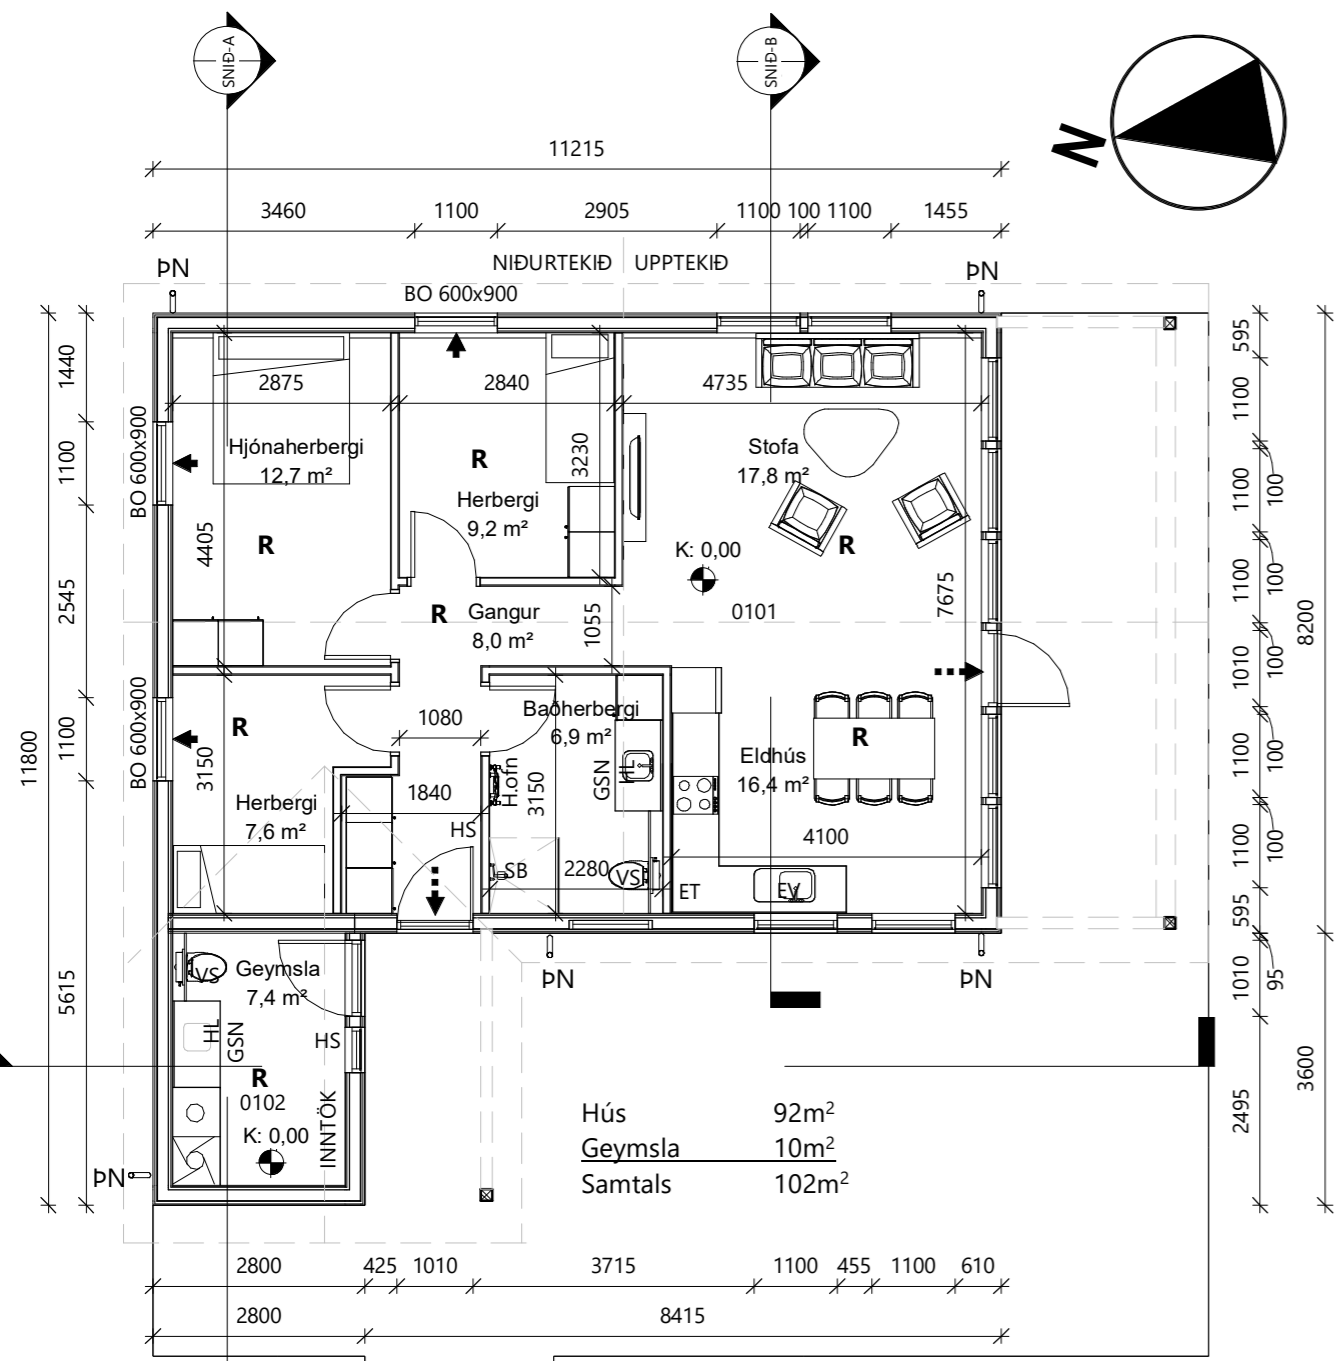 SNIÐ-A
SNIÐ-B
N
11215
3460 1100 2905 1100 100 1100 1455
NIÐURTEKIÐ UPPTEKIÐ
ÞN
BO 600x900
ÞN
1440
1100
2545
1100
5615
11800
BO 600x900
BO 600x900
2875
2840
4735
Hjónaherbergi
12,7 m²
R
4405
R
3230
Herbergi
9,2 m²
Stofa
17,8 m²
R
K: 0,00
0101
7675
R
Gangur
8,0 m²
1055
R
3150
Herbergi
7,6 m²
1080
1840
HS
Baðherbergi
6,9 m²
H.ofn
3150
GSN
HL
SB
2280
VS
ET
EV
Eldhús
16,4 m²
R
4100
595
1100
1100
100
1100
100
1010
100
1100
100
1100
100
595
1010
95
2495
8200
3600
ÞN
ÞN
VS
Geymsla
7,4 m²
HL
GSN
HS
R
0102
K: 0,00
INNTÖK
ÞN
Hús 92m²
Geymsla 10m²
Samtals 102m²
2800 425 1010 3715 1100 455 1100 610
2800 8415